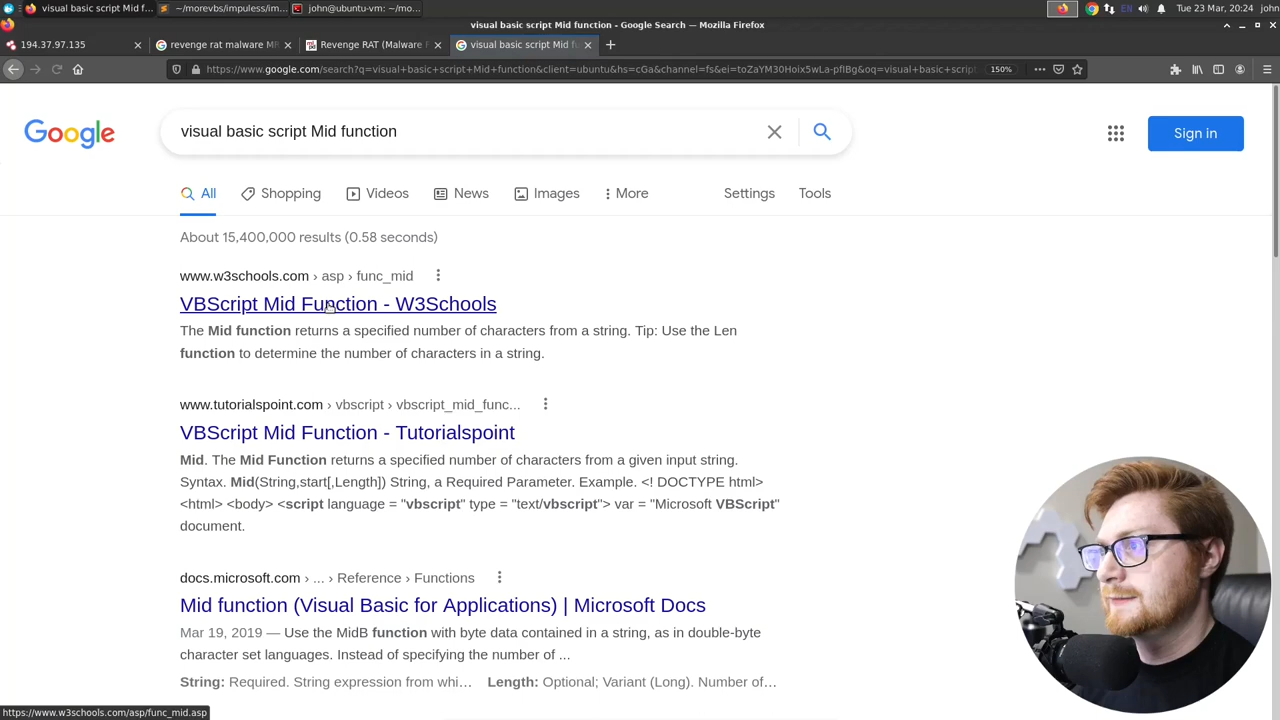 visual basic script Mid f
~/morevbs/impuless/im...
john@ubuntu-vm: ~/mo...
EN
Tue 23 Mar, 20:24 john
visual basic script Mid function - Google Search — Mozilla Firefox
194.37.97.135
revenge rat malware MR
Revenge RAT (Malware F
visual basic script Mid fu
https://www.google.com/search?q=visual+basic+script+Mid+function&client=ubuntu&hs=cGa&channel=fs&ei=toZaYM30Hoix5wLa-pfIBg&oq=visual+basic+scrip
150%
Google
visual basic script Mid function
Sign in
All
Shopping
Videos
News
Images
More
Settings
Tools
About 15,400,000 results (0.58 seconds)
www.w3schools.com › asp › func_mid
VBScript Mid Function - W3Schools
The Mid function returns a specified number of characters from a string. Tip: Use the Len
function to determine the number of characters in a string.
www.tutorialspoint.com › vbscript › vbscript_mid_func...
VBScript Mid Function - Tutorialspoint
Mid. The Mid Function returns a specified number of characters from a given input string.
Syntax. Mid(String,start[,Length]) String, a Required Parameter. Example. <! DOCTYPE html>
<html> <body> <script language = "vbscript" type = "text/vbscript"> var = "Microsoft VBScript"
document.
docs.microsoft.com › ... › Reference › Functions
Mid function (Visual Basic for Applications) | Microsoft Docs
Mar 19, 2019 — Use the MidB function with byte data contained in a string, as in double-byte
character set languages. Instead of specifying the number of ...
String: Required. String expression from whi... Length: Optional; Variant (Long). Number of...
https://www.w3schools.com/asp/func_mid.asp